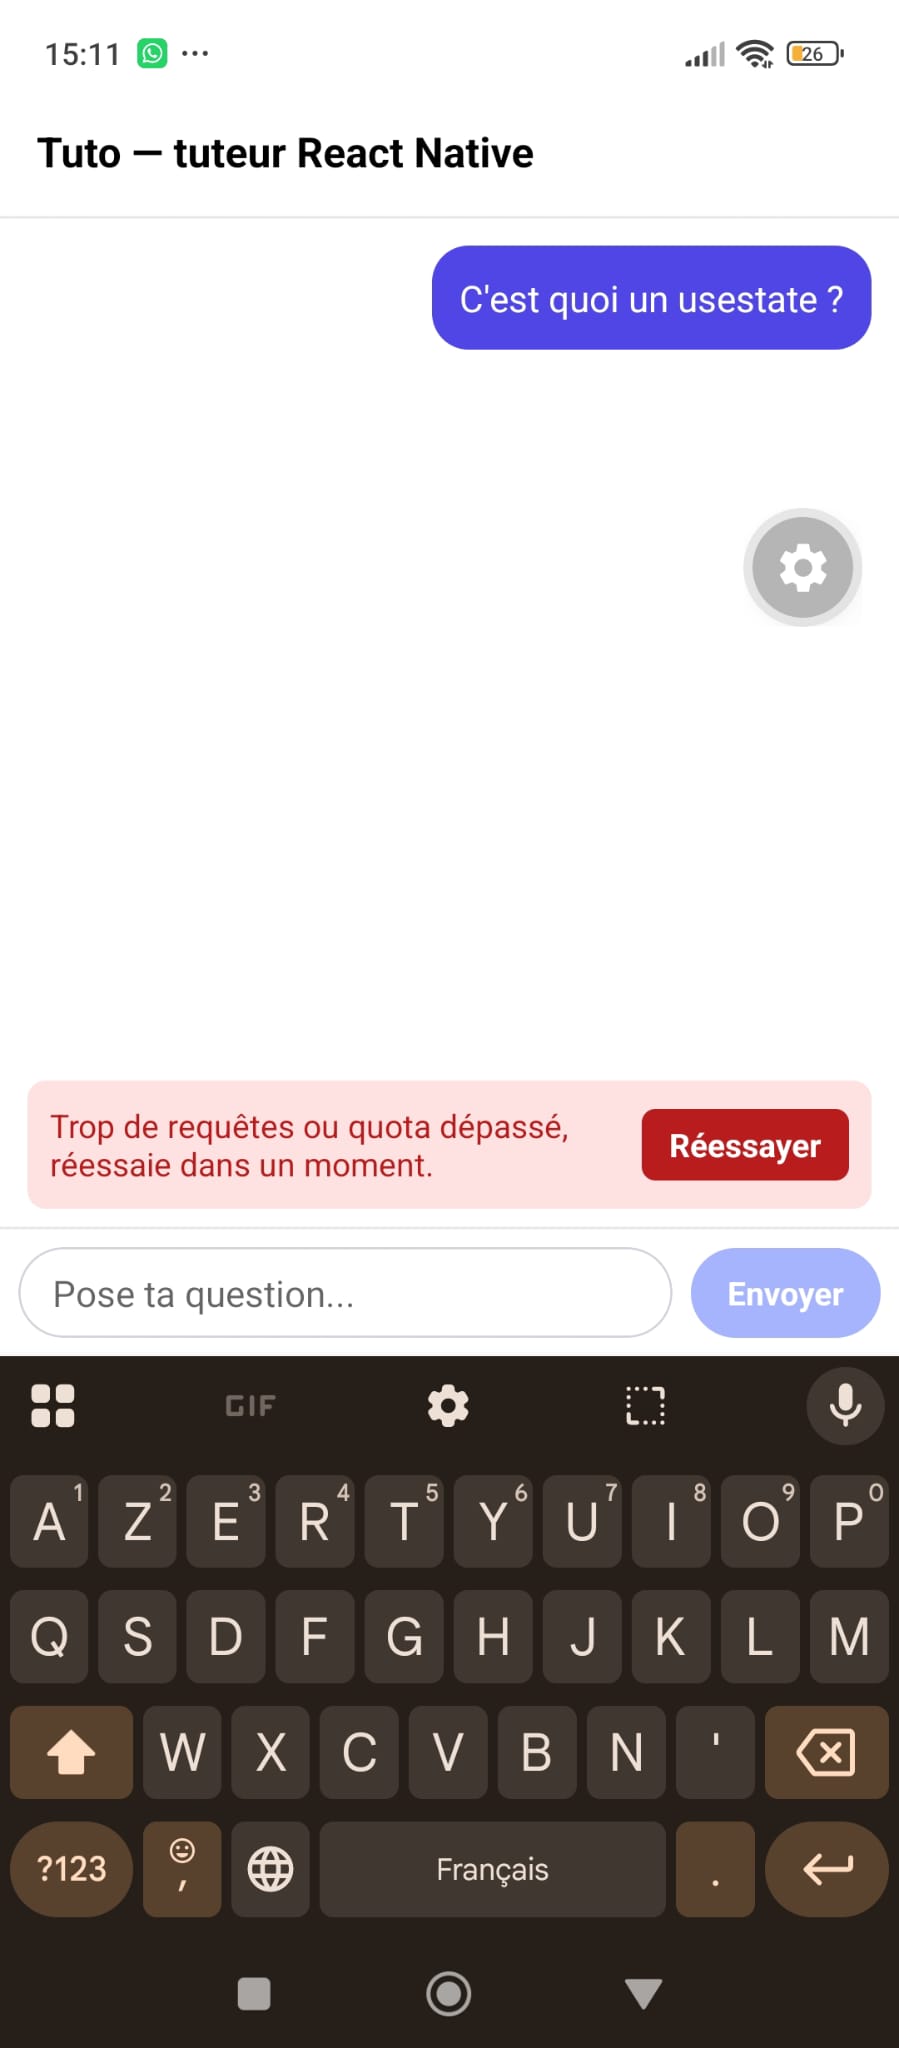 15:11
26
Tuto — tuteur React Native
C'est quoi un usestate ?
Trop de requêtes ou quota dépassé,
réessaie dans un moment.
Réessayer
Pose ta question...
Envoyer
GIF
A 1 Z 2 E 3 R 4 T 5 Y 6 U 7 I 8 O 9 P 0
Q S D F G H J K L M
W X C V B N '
?123 , Français .